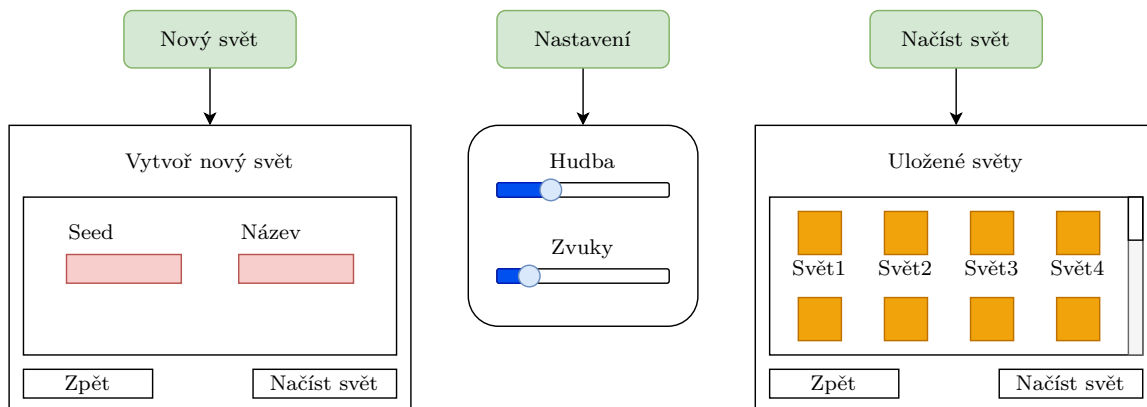 Nový svět
Nastavení
Načíst svět
Vytvoř nový svět
Seed
Název
Zpět
Načíst svět
Hudba
Zvuky
Uložené světy
Svět1
Svět2
Svět3
Svět4
Zpět
Načíst svět